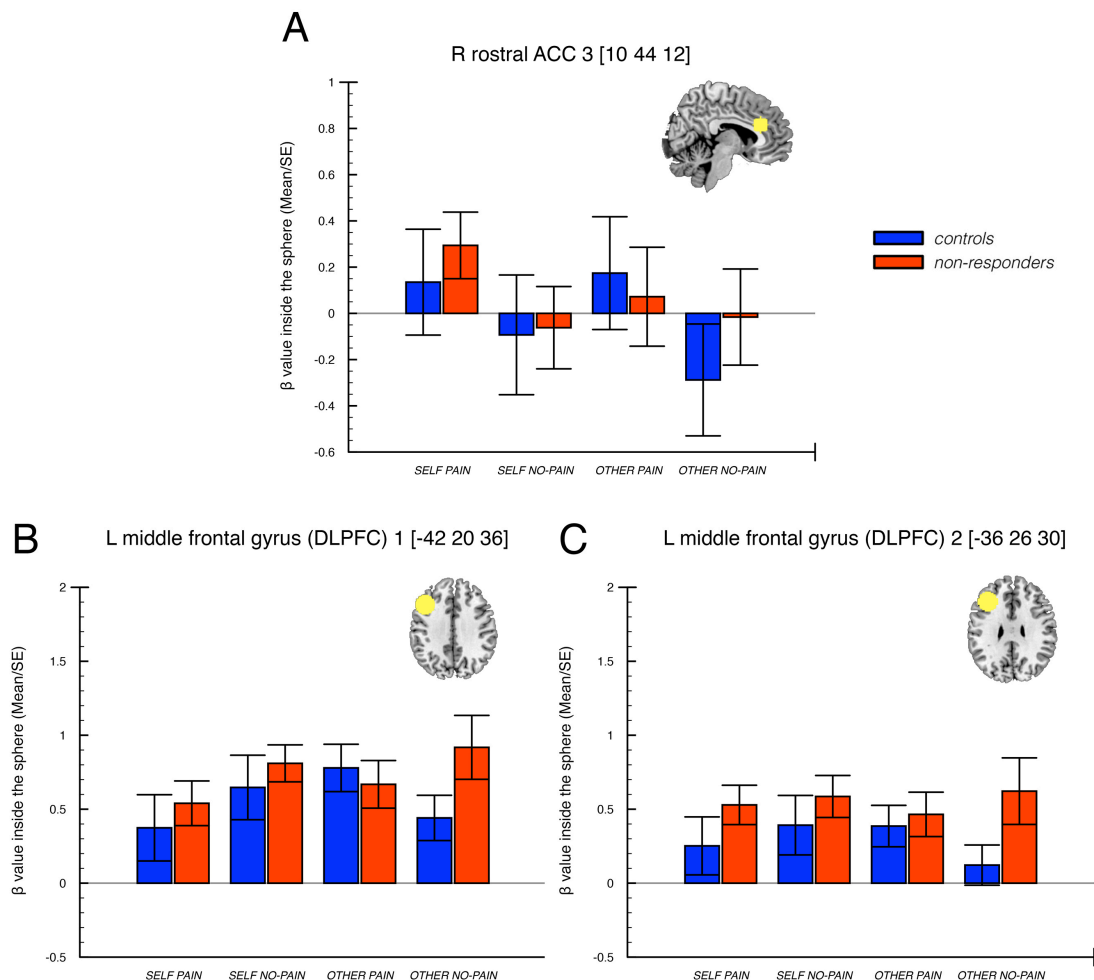 A
R rostral ACC 3 [10 44 12]
β value inside the sphere (Mean/SE)
1
0.8
0.6
0.4
0.2
0
-0.2
-0.4
-0.6
SELF PAIN SELF NO-PAIN OTHER PAIN OTHER NO-PAIN
controls
non-responders
B
L middle frontal gyrus (DLPFC) 1 [-42 20 36]
β value inside the sphere (Mean/SE)
2
1.5
1
0.5
0
-0.5
SELF PAIN SELF NO-PAIN OTHER PAIN OTHER NO-PAIN
C
L middle frontal gyrus (DLPFC) 2 [-36 26 30]
β value inside the sphere (Mean/SE)
2
1.5
1
0.5
0
-0.5
SELF PAIN SELF NO-PAIN OTHER PAIN OTHER NO-PAIN